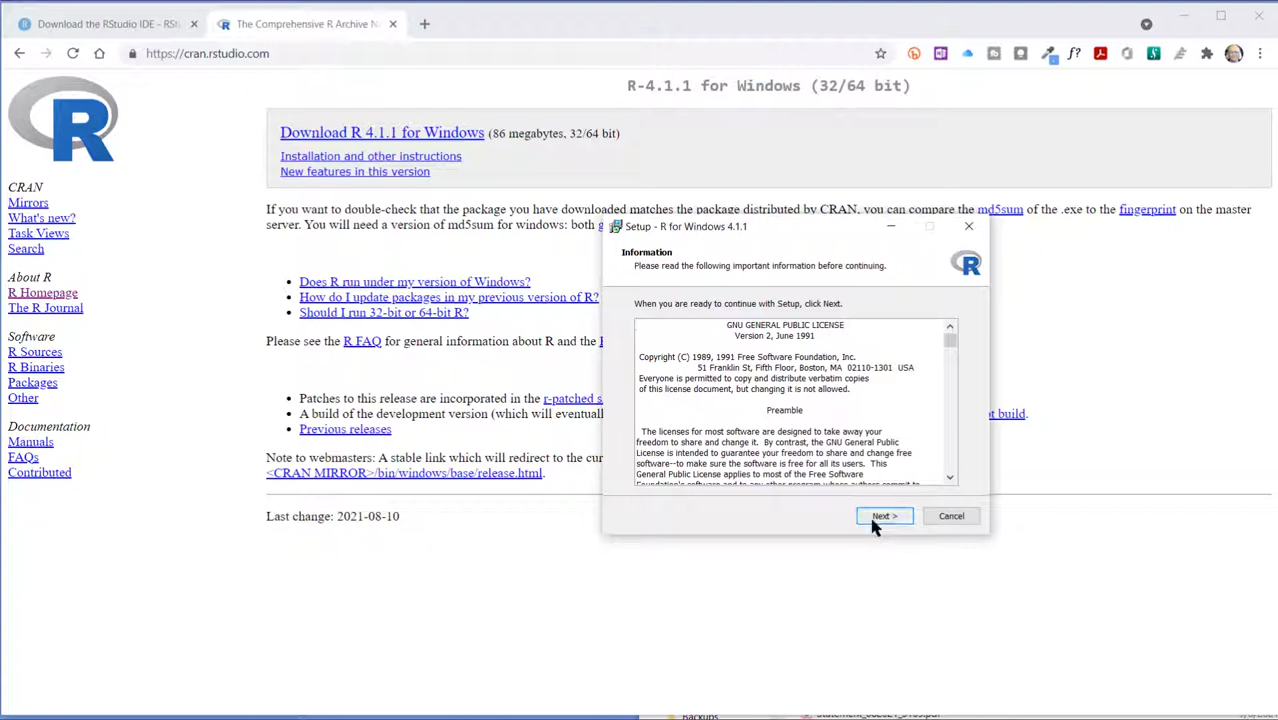 Download the RStudio IDE - RSt
The Comprehensive R Archive N
https://cran.rstudio.com
R
CRAN
Mirrors
What's new?
Task Views
Search
About R
R Homepage
The R Journal
Software
R Sources
R Binaries
Packages
Other
Documentation
Manuals
FAQs
Contributed
R-4.1.1 for Windows (32/64 bit)
Download R 4.1.1 for Windows (86 megabytes, 32/64 bit)
Installation and other instructions
New features in this version
If you want to double-check that the package you have downloaded matches the package distributed by CRAN, you can compare the md5sum of the .exe to the fingerprint on the master
server. You will need a version of md5sum for windows: both g
Does R run under my version of Windows?
How do I update packages in my previous version of R?
Should I run 32-bit or 64-bit R?
Please see the R FAQ for general information about R and the
Patches to this release are incorporated in the r-patched s
A build of the development version (which will eventuall
ot build.
Previous releases
Note to webmasters: A stable link which will redirect to the cur
<CRAN MIRROR>/bin/windows/base/release.html.
Last change: 2021-08-10
Setup - R for Windows 4.1.1
Information
Please read the following important information before continuing.
R
When you are ready to continue with Setup, click Next.
GNU GENERAL PUBLIC LICENSE
Version 2, June 1991
Copyright (C) 1989, 1991 Free Software Foundation, Inc.
51 Franklin St, Fifth Floor, Boston, MA 02110-1301 USA
Everyone is permitted to copy and distribute verbatim copies
of this license document, but changing it is not allowed.
Preamble
The licenses for most software are designed to take away your
freedom to share and change it. By contrast, the GNU General Public
License is intended to guarantee your freedom to share and change free
software--to make sure the software is free for all its users. This
General Public License applies to most of the Free Software
Foundation's software and to any other program whose authors commit to
Next >
Cancel
Backups